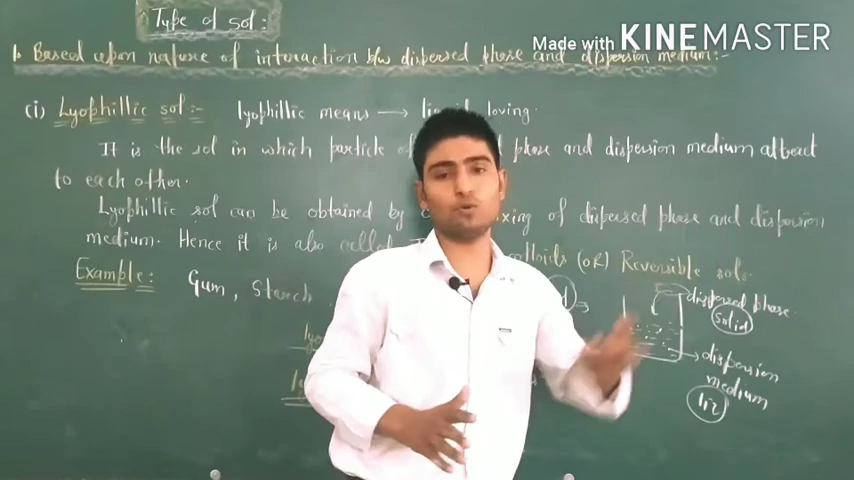 Type of sol:-
Made with KINEMASTER
1. Based upon nature of interaction b/w dispersed phase and dispersion medium:-
(i) Lyophillic sol:- lyophillic means → loving.
It is the sol in which particle phase and dispersion medium attract
to each other.
Lyophillic sol can be obtained by mixing of dispersed phase and dispersion
medium. Hence it is also called colloids (OR) Reversible sols.
Example:- Gum, Starch
dispersed phase.
solid
dispersion
medium
liq